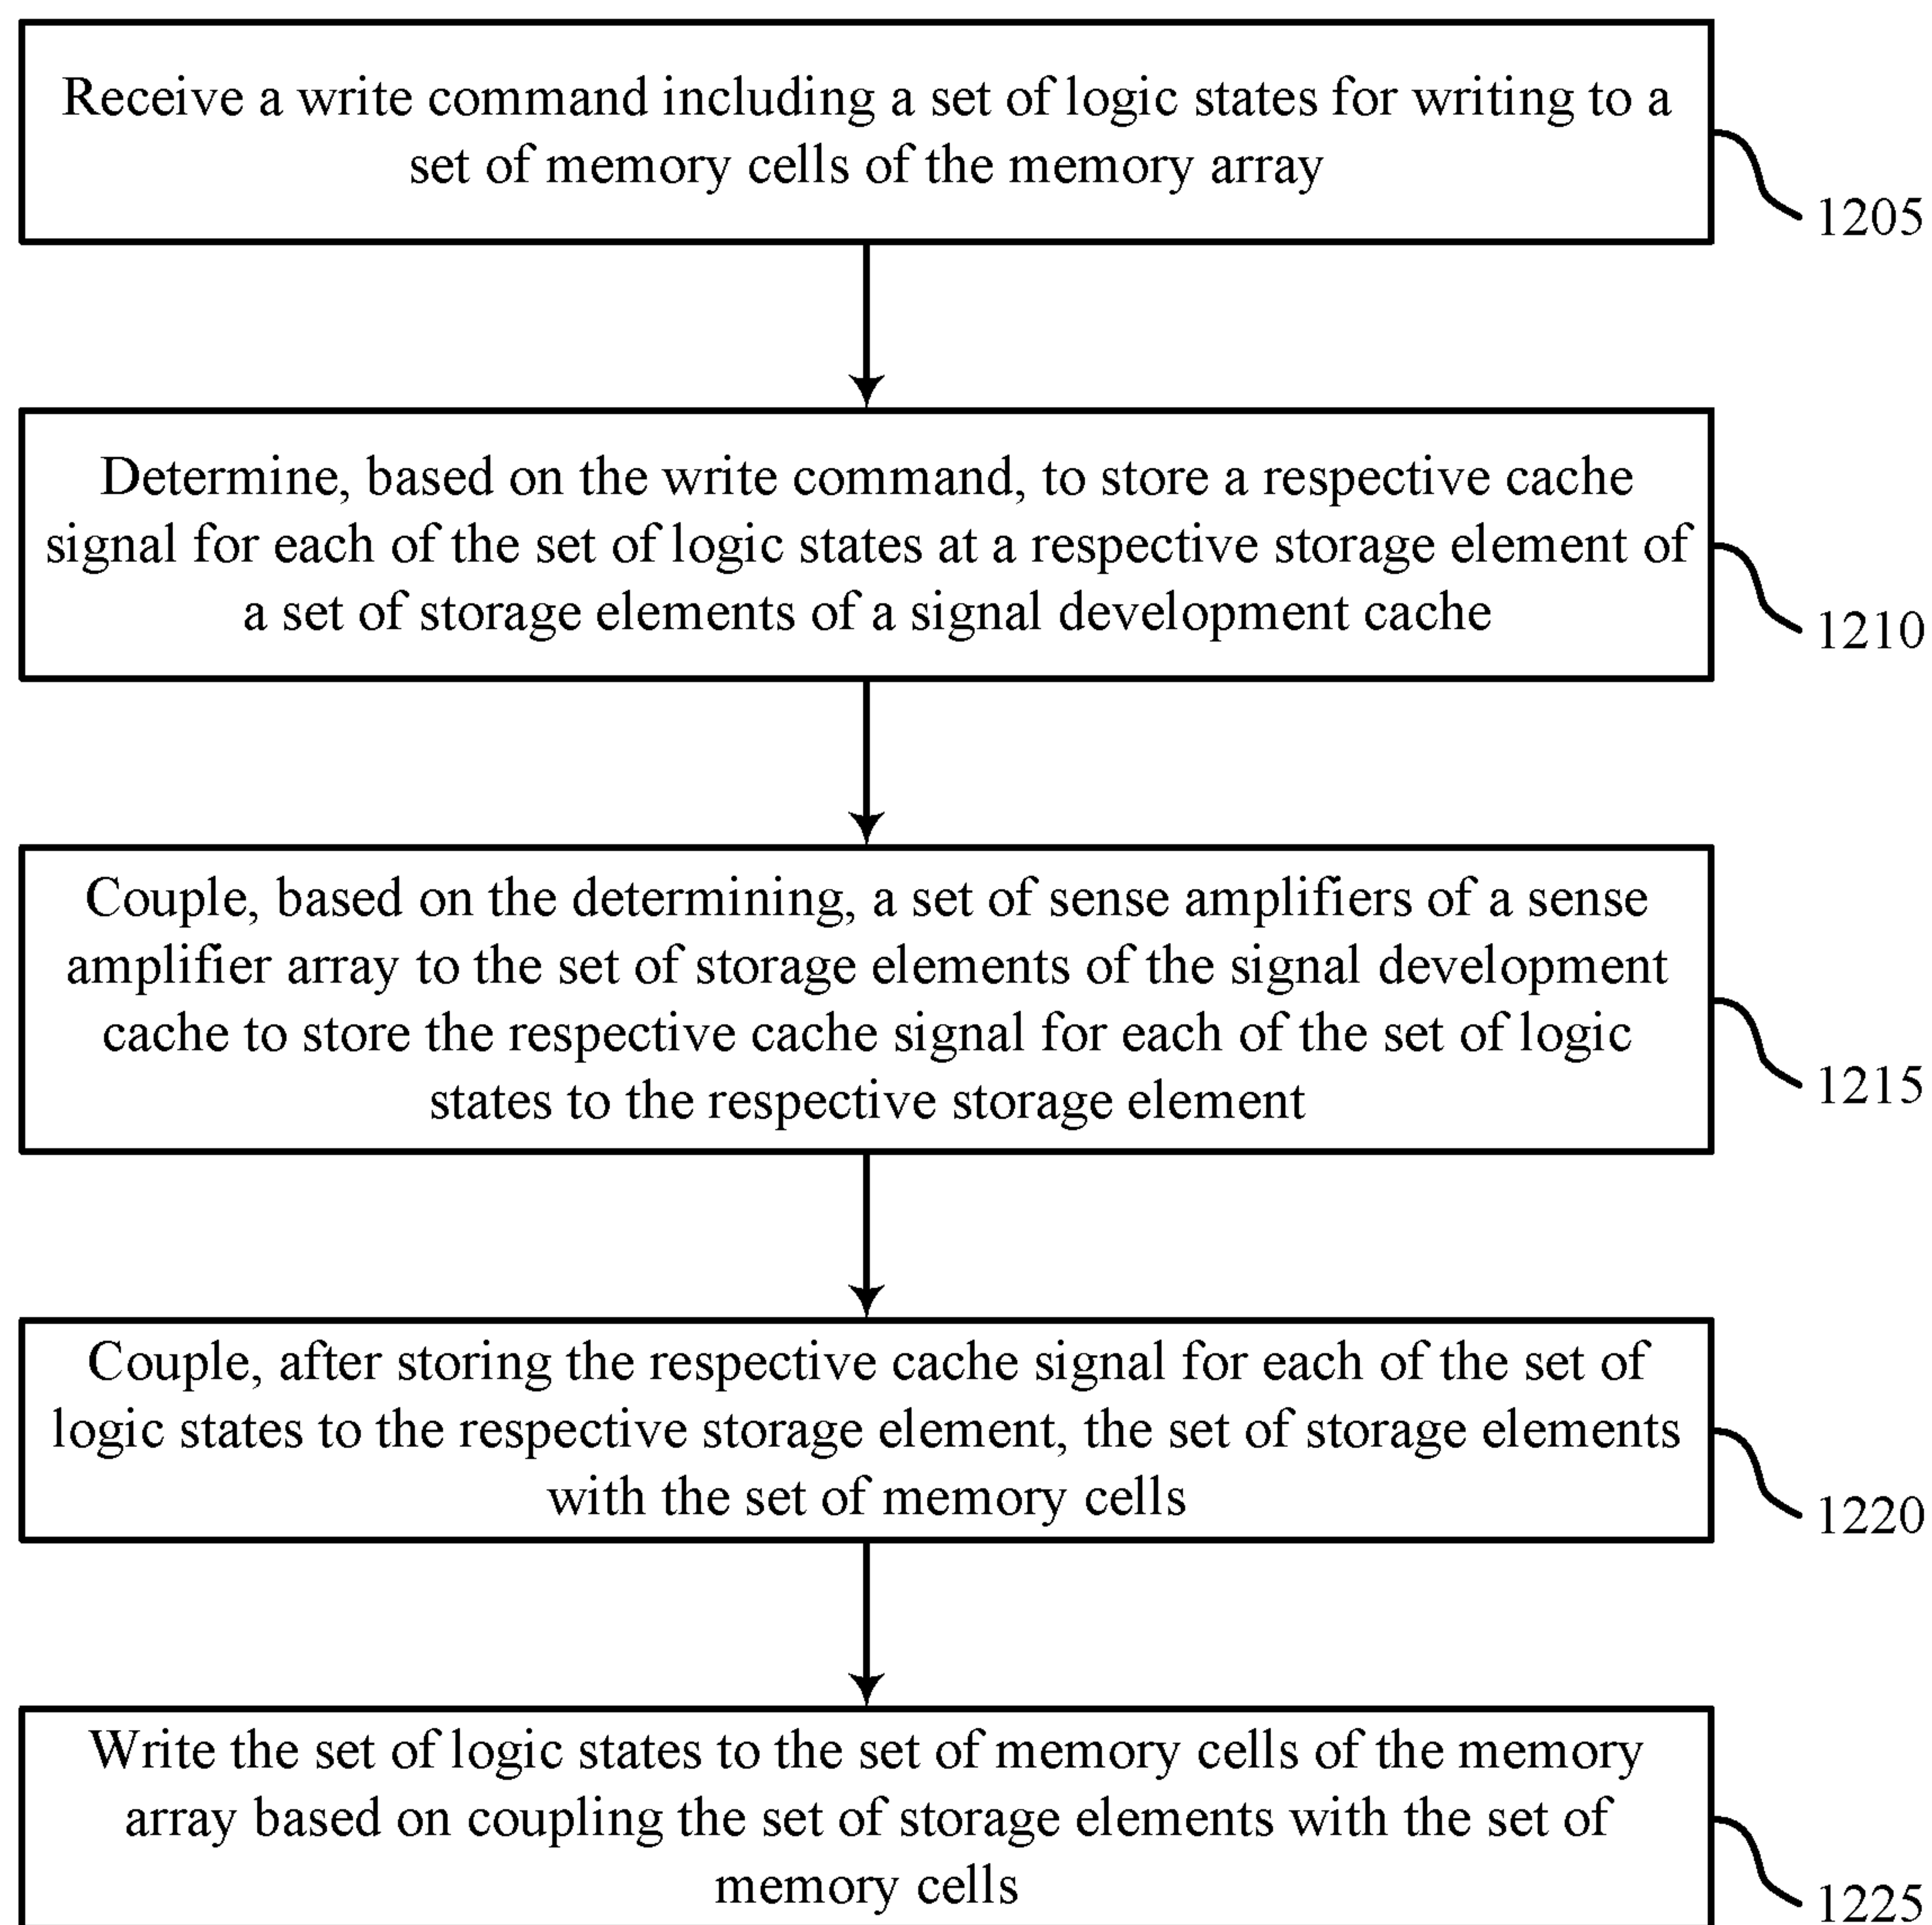 Receive a write command including a set of logic states for writing to a
set of memory cells of the memory array
1205
Determine, based on the write command, to store a respective cache
signal for each of the set of logic states at a respective storage element of
a set of storage elements of a signal development cache
1210
Couple, based on the determining, a set of sense amplifiers of a sense
amplifier array to the set of storage elements of the signal development
cache to store the respective cache signal for each of the set of logic
states to the respective storage element
1215
Couple, after storing the respective cache signal for each of the set of
logic states to the respective storage element, the set of storage elements
with the set of memory cells
1220
Write the set of logic states to the set of memory cells of the memory
array based on coupling the set of storage elements with the set of
memory cells
1225